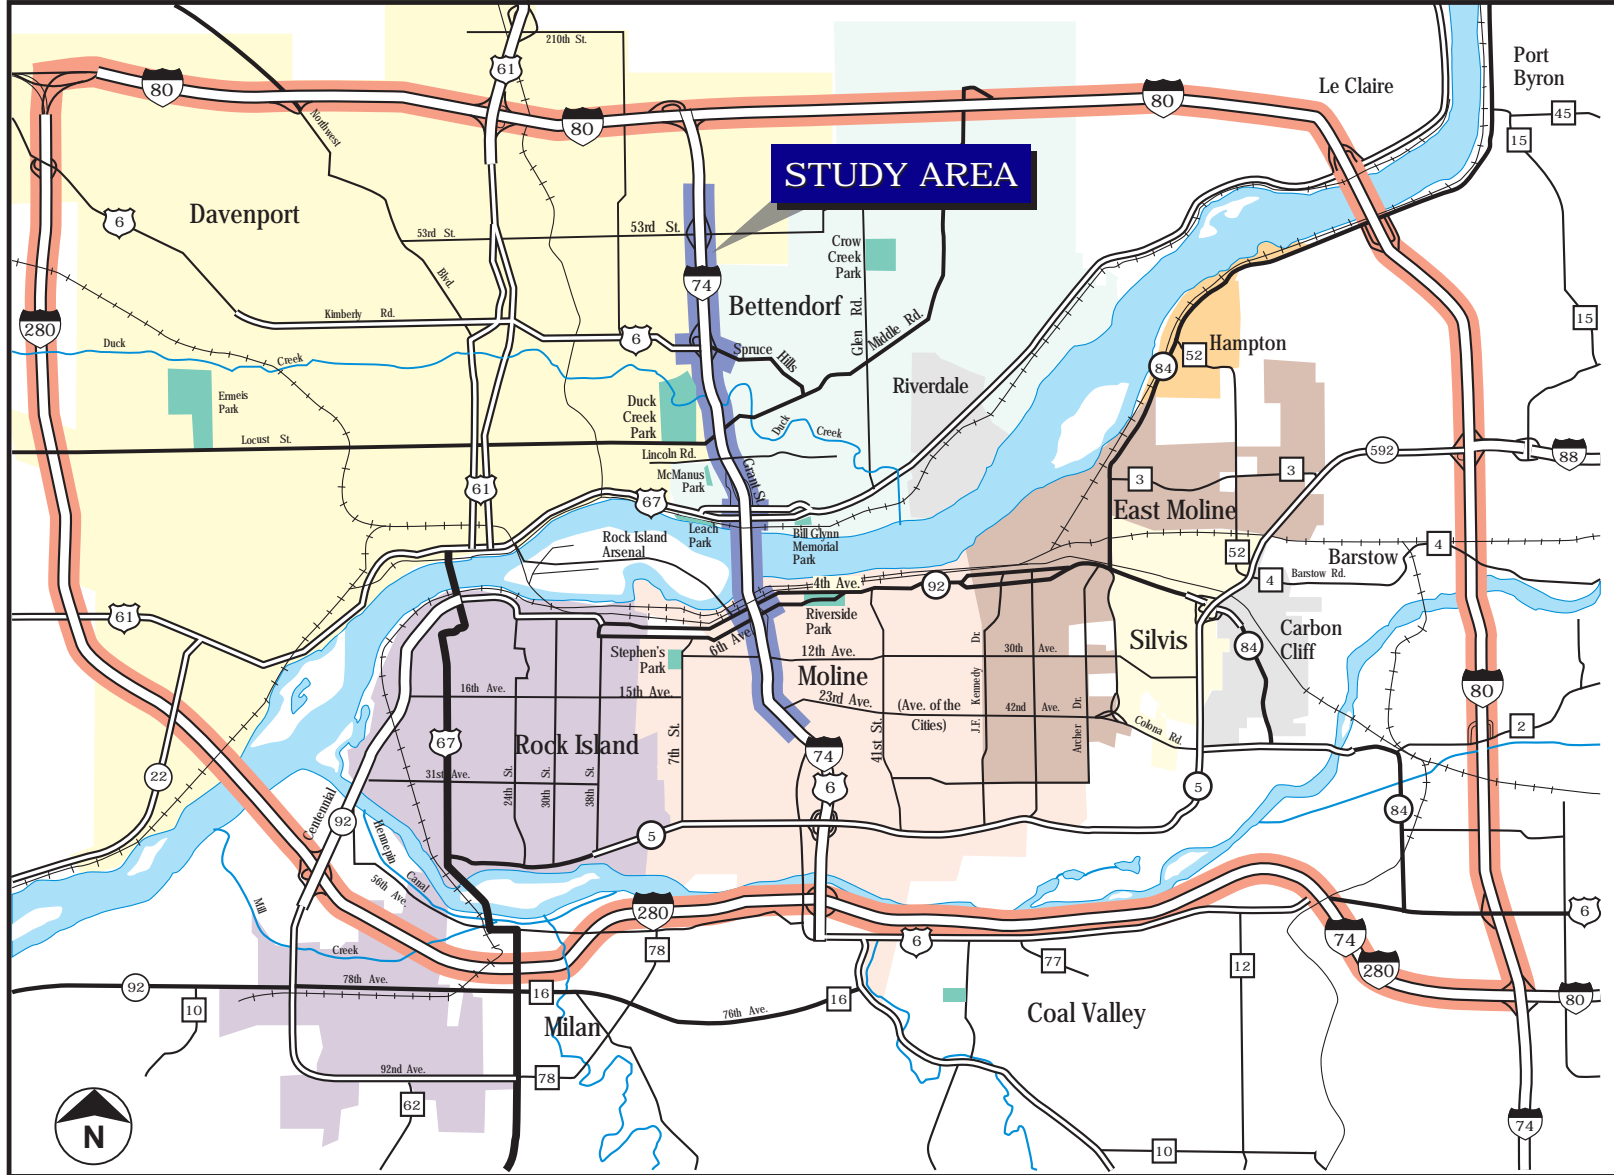 210th St.
61
Port
Byron
Le Claire
80
80
80
45
15
Northwest
STUDY AREA
6
Davenport
53rd St.
53rd St.
Crow
Creek
Park
Blvd.
74
Bettendorf
280
Kimberly Rd.
Glen Rd.
Middle Rd.
15
6
Duck
Creek
Spruce Hills
52
Hampton
84
Riverdale
Ermeis
Park
Duck
Creek
Park
Duck
Creek
Locust St.
Lincoln Rd.
592
88
McManus
Park
Grant St.
3
3
61
67
East Moline
Leach
Park
Bill Glynn
Memorial
Park
Rock Island
Arsenal
52
Barstow
4
4
Barstow Rd.
4th Ave.
92
61
Riverside
Park
6th Ave.
Silvis
Carbon
Cliff
84
Stephen's
Park
12th Ave.
30th Ave.
Moline
16th Ave.
15th Ave.
23rd Ave.
(Ave. of the
Cities)
J.F. Kennedy Dr.
42nd Ave.
Archer Dr.
Colona Rd.
80
2
67
Rock Island
7th St.
41st St.
74
6
22
31st Ave.
24th St.
30th St.
38th St.
5
84
Centennial
92
Hennepin
Canal
5
56th Ave.
Mill
Creek
280
6
6
74
280
78
77
12
92
78th Ave.
16
16
80
10
76th Ave.
Milan
Coal Valley
92nd Ave.
78
62
74
N
10